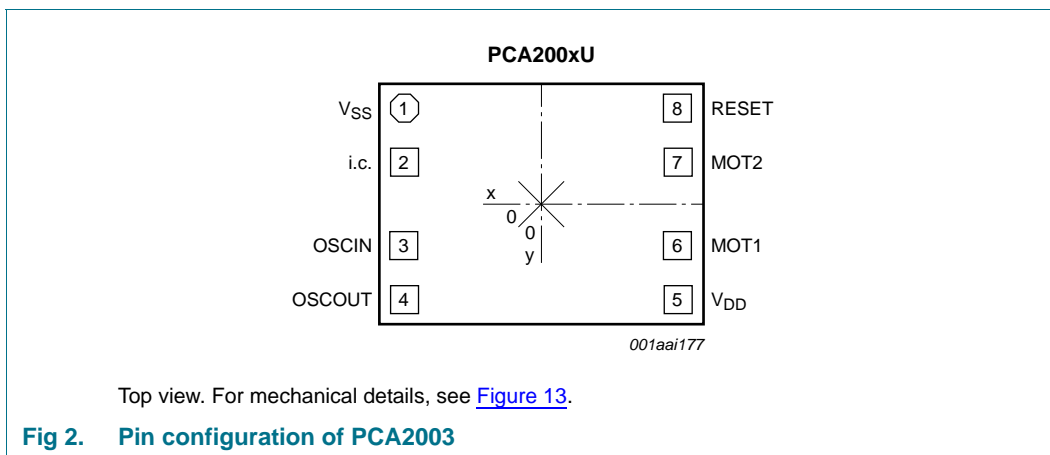 PCA200xU
VSS 1 8 RESET
i.c. 2 7 MOT2
x
0
0
OSCIN 3 6 MOT1
y
OSCOUT 4 5 VDD
001aai177
Top view. For mechanical details, see Figure 13.
Fig 2. Pin configuration of PCA2003